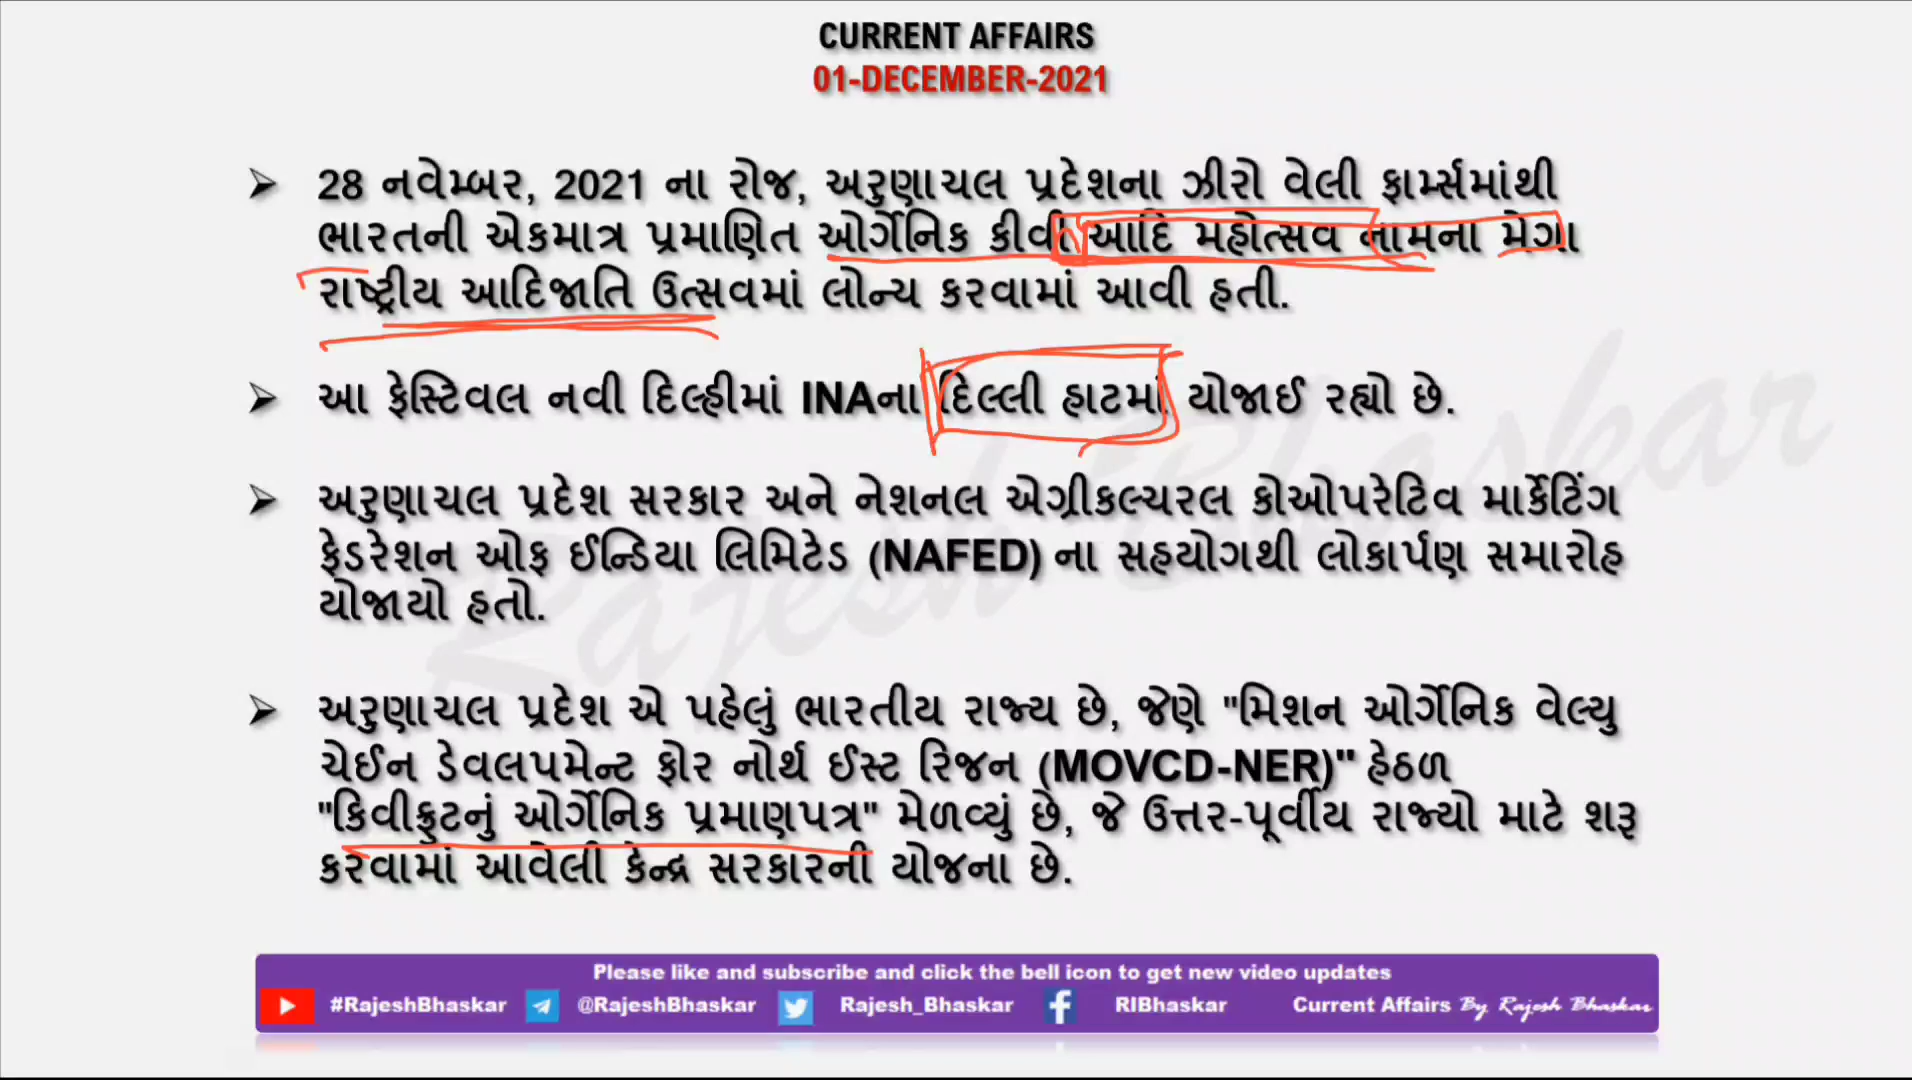 CURRENT AFFAIRS
01-DECEMBER-2021
➢ 28 નવેમ્બર, 2021 ના રોજ, અરુણાચલ પ્રદેશના ઝીરો વેલી ફાર્મ્સમાંથી
ભારતની એકમાત્ર પ્રમાણિત ઓર્ગેનિક કીવી આદિ મહોત્સવ નામના મેગા
રાષ્ટ્રીય આદિજાતિ ઉત્સવમાં લોન્ચ કરવામાં આવી હતી.
➢ આ ફેસ્ટિવલ નવી દિલ્હીમાં INAના દિલ્લી હાટમાં યોજાઈ રહ્યો છે.
➢ અરુણાચલ પ્રદેશ સરકાર અને નેશનલ એગ્રીકલ્ચરલ કોઓપરેટિવ માર્કેટિંગ
ફેડરેશન ઓફ ઈન્ડિયા લિમિટેડ (NAFED) ના સહયોગથી લોકાર્પણ સમારોહ
યોજાયો હતો.
➢ અરુણાચલ પ્રદેશ એ પહેલું ભારતીય રાજ્ય છે, જેણે "મિશન ઓર્ગેનિક વેલ્યુ
ચેઈન ડેવલપમેન્ટ ફોર નોર્થ ઈસ્ટ રિજન (MOVCD-NER)" હેઠળ
"કિવીફ્રુટનું ઓર્ગેનિક પ્રમાણપત્ર" મેળવ્યું છે, જે ઉત્તર-પૂર્વીય રાજ્યો માટે શરૂ
કરવામાં આવેલી કેન્દ્ર સરકારની યોજના છે.
Rajesh Bhaskar
Please like and subscribe and click the bell icon to get new video updates
#RajeshBhaskar @RajeshBhaskar Rajesh_Bhaskar RIBhaskar Current Affairs By Rajesh Bhaskar